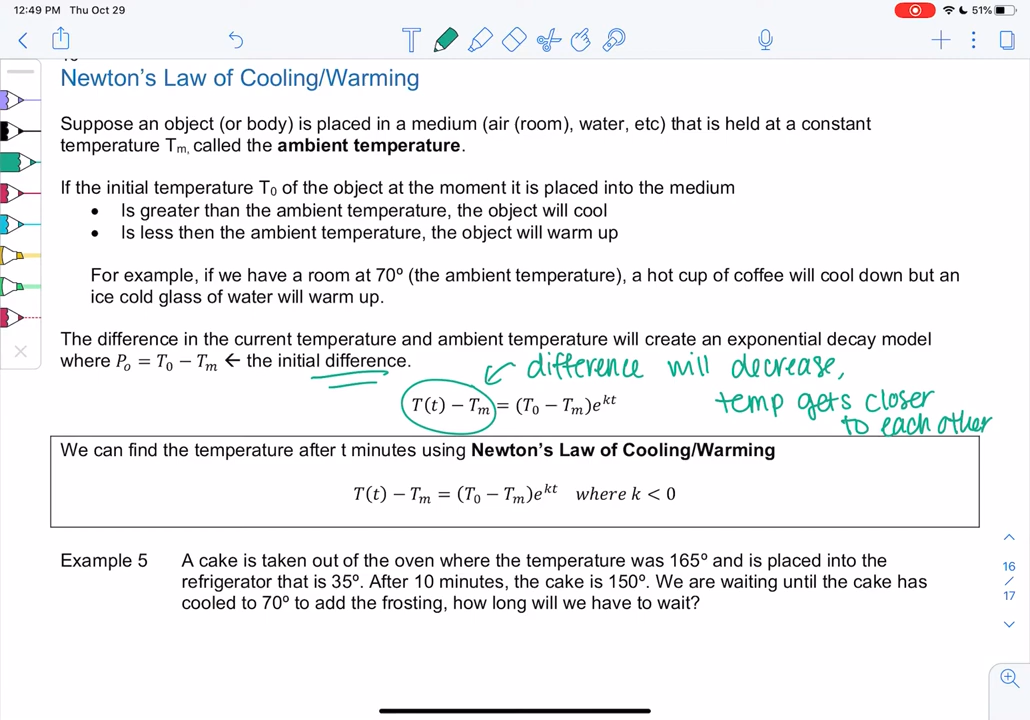 12:49 PM Thu Oct 29
51%
Newton's Law of Cooling/Warming
Suppose an object (or body) is placed in a medium (air (room), water, etc) that is held at a constant
temperature Tm, called the ambient temperature.
If the initial temperature T0 of the object at the moment it is placed into the medium
• Is greater than the ambient temperature, the object will cool
• Is less then the ambient temperature, the object will warm up
For example, if we have a room at 70º (the ambient temperature), a hot cup of coffee will cool down but an
ice cold glass of water will warm up.
The difference in the current temperature and ambient temperature will create an exponential decay model
where Po = T0 − Tm ← the initial difference.
difference will decrease,
temp gets closer
to each other
T(t) − Tm = (T0 − Tm)e^kt
We can find the temperature after t minutes using Newton's Law of Cooling/Warming
T(t) − Tm = (T0 − Tm)e^kt where k < 0
Example 5 A cake is taken out of the oven where the temperature was 165º and is placed into the
refrigerator that is 35º. After 10 minutes, the cake is 150º. We are waiting until the cake has
cooled to 70º to add the frosting, how long will we have to wait?
16
/
17